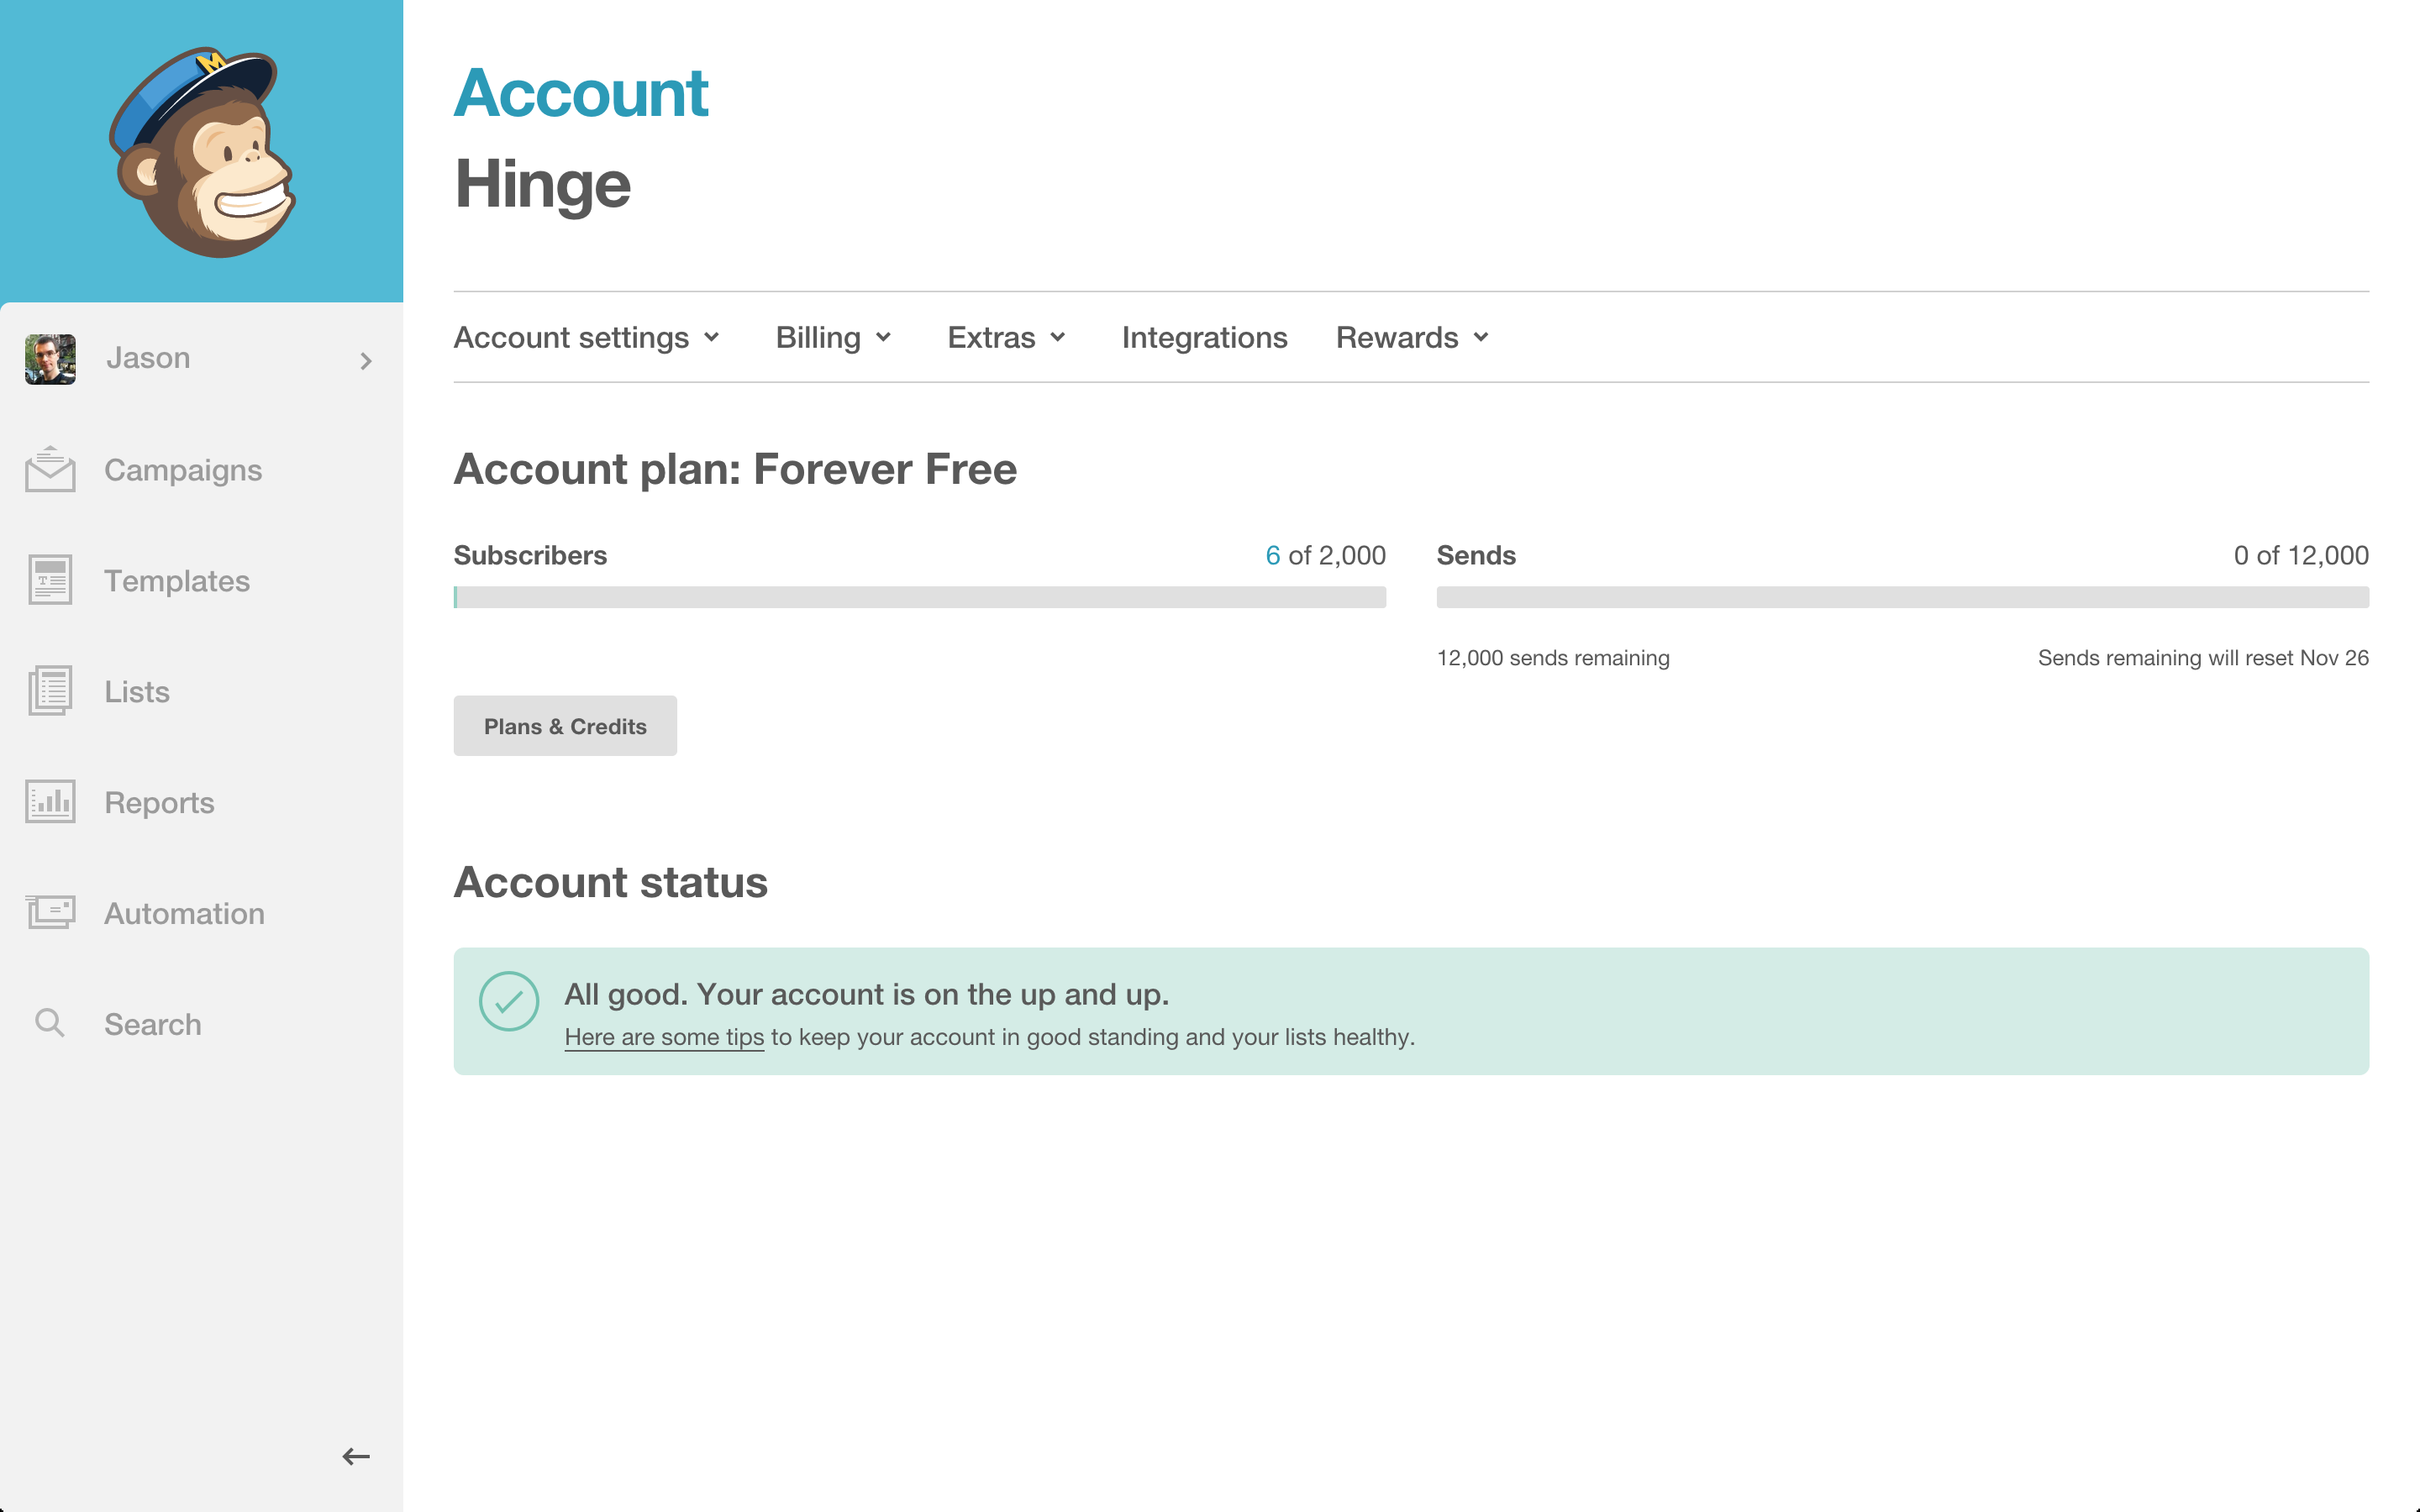 M
Jason
Campaigns
Templates
Lists
Reports
Automation
Search
Account
Hinge
Account settings Billing Extras Integrations Rewards
Account plan: Forever Free
Subscribers 6 of 2,000
Sends 0 of 12,000
12,000 sends remaining Sends remaining will reset Nov 26
Plans & Credits
Account status
All good. Your account is on the up and up.
Here are some tips to keep your account in good standing and your lists healthy.